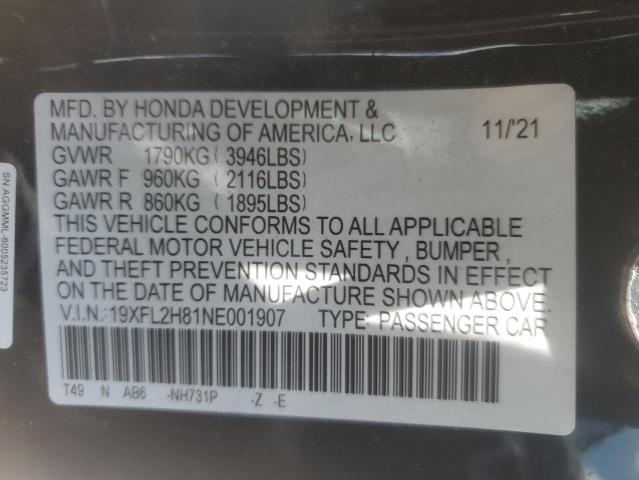 MFD. BY HONDA DEVELOPMENT &
MANUFACTURING OF AMERICA, LLC 11/'21
GVWR 1790KG ( 3946LBS)
GAWR F 960KG ( 2116LBS)
GAWR R 860KG ( 1895LBS)
THIS VEHICLE CONFORMS TO ALL APPLICABLE
FEDERAL MOTOR VEHICLE SAFETY , BUMPER ,
AND THEFT PREVENTION STANDARDS IN EFFECT
ON THE DATE OF MANUFACTURE SHOWN ABOVE.
V.I.N.:19XFL2H81NE001907 TYPE: PASSENGER CAR
T49 N AB6 -NH731P -Z -E
SN AGGMML-6005235723